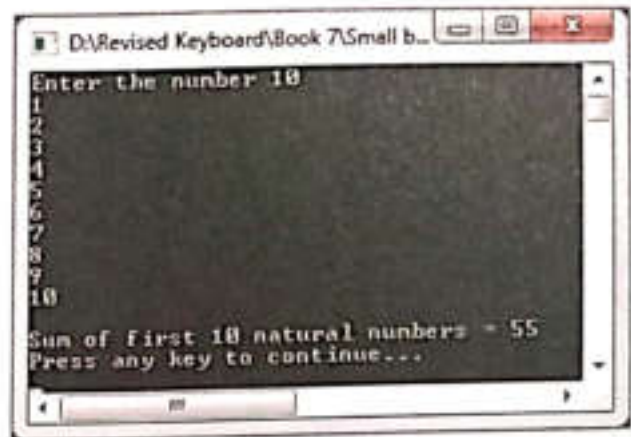 D:\Revised Keyboard\Book 7\Small b...
Enter the number 10
1
2
3
4
5
6
7
8
9
10
Sum of first 10 natural numbers = 55
Press any key to continue...